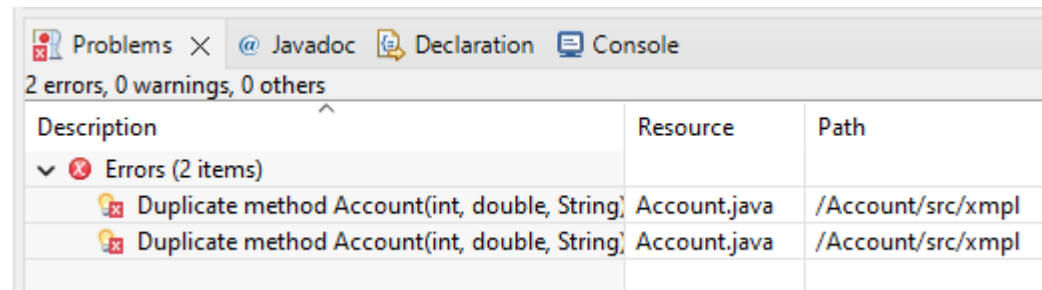 Problems @ Javadoc Declaration Console
2 errors, 0 warnings, 0 others
Description Resource Path
Errors (2 items)
Duplicate method Account(int, double, String) Account.java /Account/src/xmpl
Duplicate method Account(int, double, String) Account.java /Account/src/xmpl